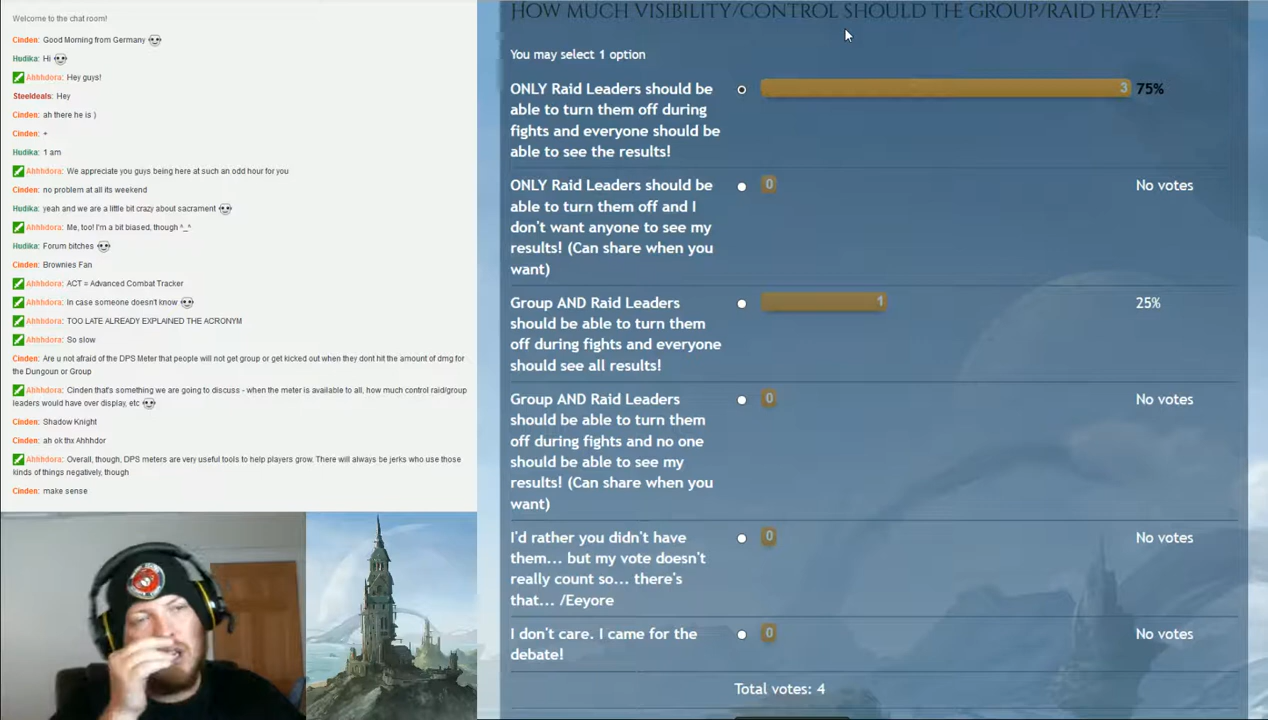 Welcome to the chat room!
Cinden: Good Morning from Germany
Hudika: Hi
Ahhhdora: Hey guys!
Steeldeals: Hey
Cinden: ah there he is )
Cinden: +
Hudika: 1 am
Ahhhdora: We appreciate you guys being here at such an odd hour for you
Cinden: no problem at all its weekend
Hudika: yeah and we are a little bit crazy about sacrament
Ahhhdora: Me, too! I'm a bit biased, though ^_^
Hudika: Forum bitches
Cinden: Brownies Fan
Ahhhdora: ACT = Advanced Combat Tracker
Ahhhdora: In case someone doesn't know
Ahhhdora: TOO LATE ALREADY EXPLAINED THE ACRONYM
Ahhhdora: So slow
Cinden: Are u not afraid of the DPS Meter that people will not get group or get kicked out when they dont hit the amount of dmg for
the Dungoun or Group
Ahhhdora: Cinden that's something we are going to discuss - when the meter is available to all, how much control raid/group
leaders would have over display, etc
Cinden: Shadow Knight
Cinden: ah ok thx Ahhhdor
Ahhhdora: Overall, though, DPS meters are very useful tools to help players grow. There will always be jerks who use those
kinds of things negatively, though
Cinden: make sense
HOW MUCH VISIBILITY/CONTROL SHOULD THE GROUP/RAID HAVE?
You may select 1 option
ONLY Raid Leaders should be 3 75%
able to turn them off during
fights and everyone should be
able to see the results!
ONLY Raid Leaders should be 0 No votes
able to turn them off and I
don't want anyone to see my
results! (Can share when you
want)
Group AND Raid Leaders 1 25%
should be able to turn them
off during fights and everyone
should see all results!
Group AND Raid Leaders 0 No votes
should be able to turn them
off during fights and no one
should be able to see my
results! (Can share when you
want)
I'd rather you didn't have 0 No votes
them... but my vote doesn't
really count so... there's
that... /Eeyore
I don't care. I came for the 0 No votes
debate!
Total votes: 4